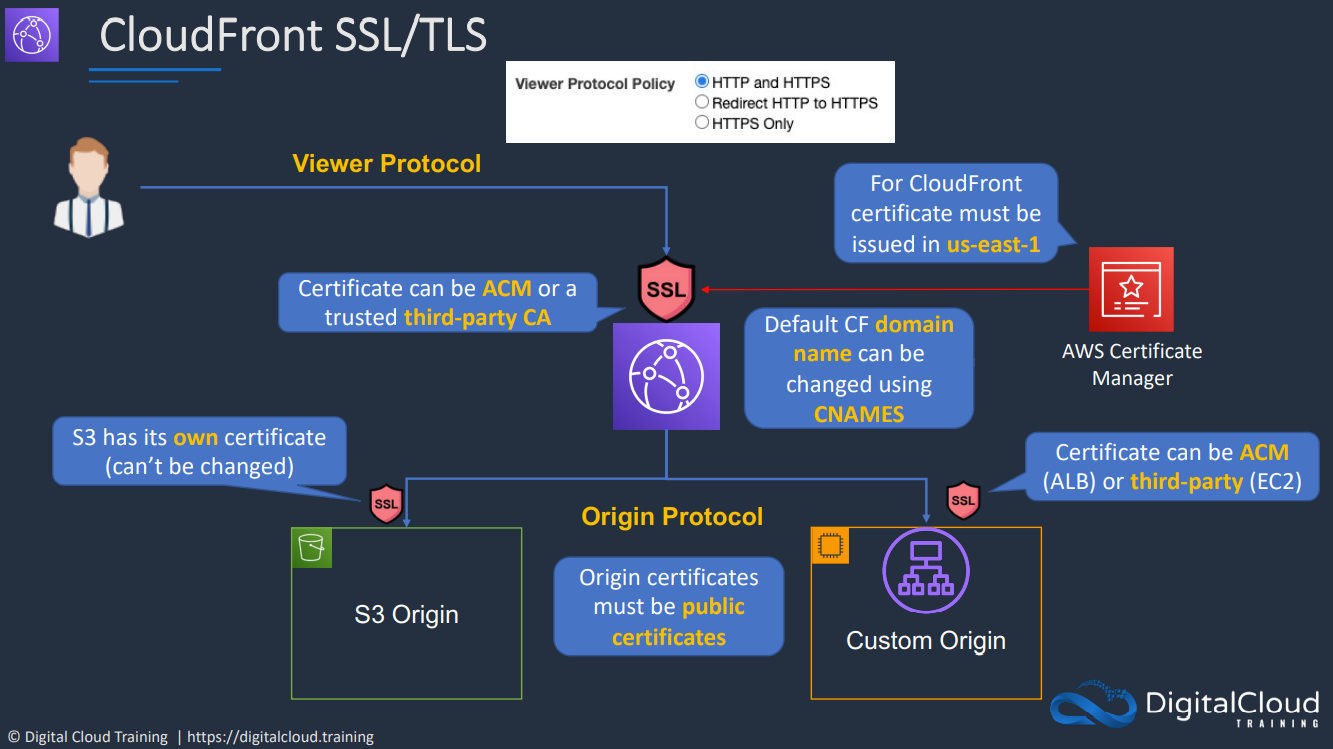 CloudFront SSL/TLS
Viewer Protocol Policy
HTTP and HTTPS
Redirect HTTP to HTTPS
HTTPS Only
Viewer Protocol
For CloudFront
certificate must be
issued in us-east-1
Certificate can be ACM or a
trusted third-party CA
SSL
Default CF domain
name can be
changed using
CNAMES
AWS Certificate
Manager
S3 has its own certificate
(can’t be changed)
SSL
Certificate can be ACM
(ALB) or third-party (EC2)
SSL
Origin Protocol
Origin certificates
must be public
certificates
S3 Origin
Custom Origin
DigitalCloud
TRAINING
© Digital Cloud Training | https://digitalcloud.training